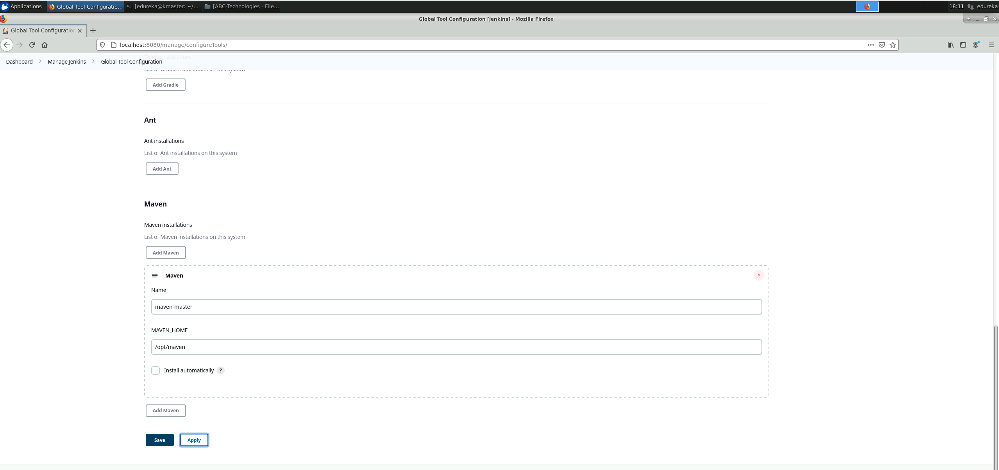 Applications
Global Tool Configuratio...
[edureka@kmaster: ~/...
[ABC-Technologies - File...
18:11
edureka
Global Tool Configuration [Jenkins] - Mozilla Firefox
Global Tool Configuration
localhost:8080/manage/configureTools/
Gradle installations
Dashboard
Manage Jenkins
Global Tool Configuration
List of Gradle installations on this system
Add Gradle
Ant
Ant installations
List of Ant installations on this system
Add Ant
Maven
Maven installations
List of Maven installations on this system
Add Maven
Maven
Name
maven-master
MAVEN_HOME
/opt/maven
Install automatically ?
Add Maven
Save
Apply